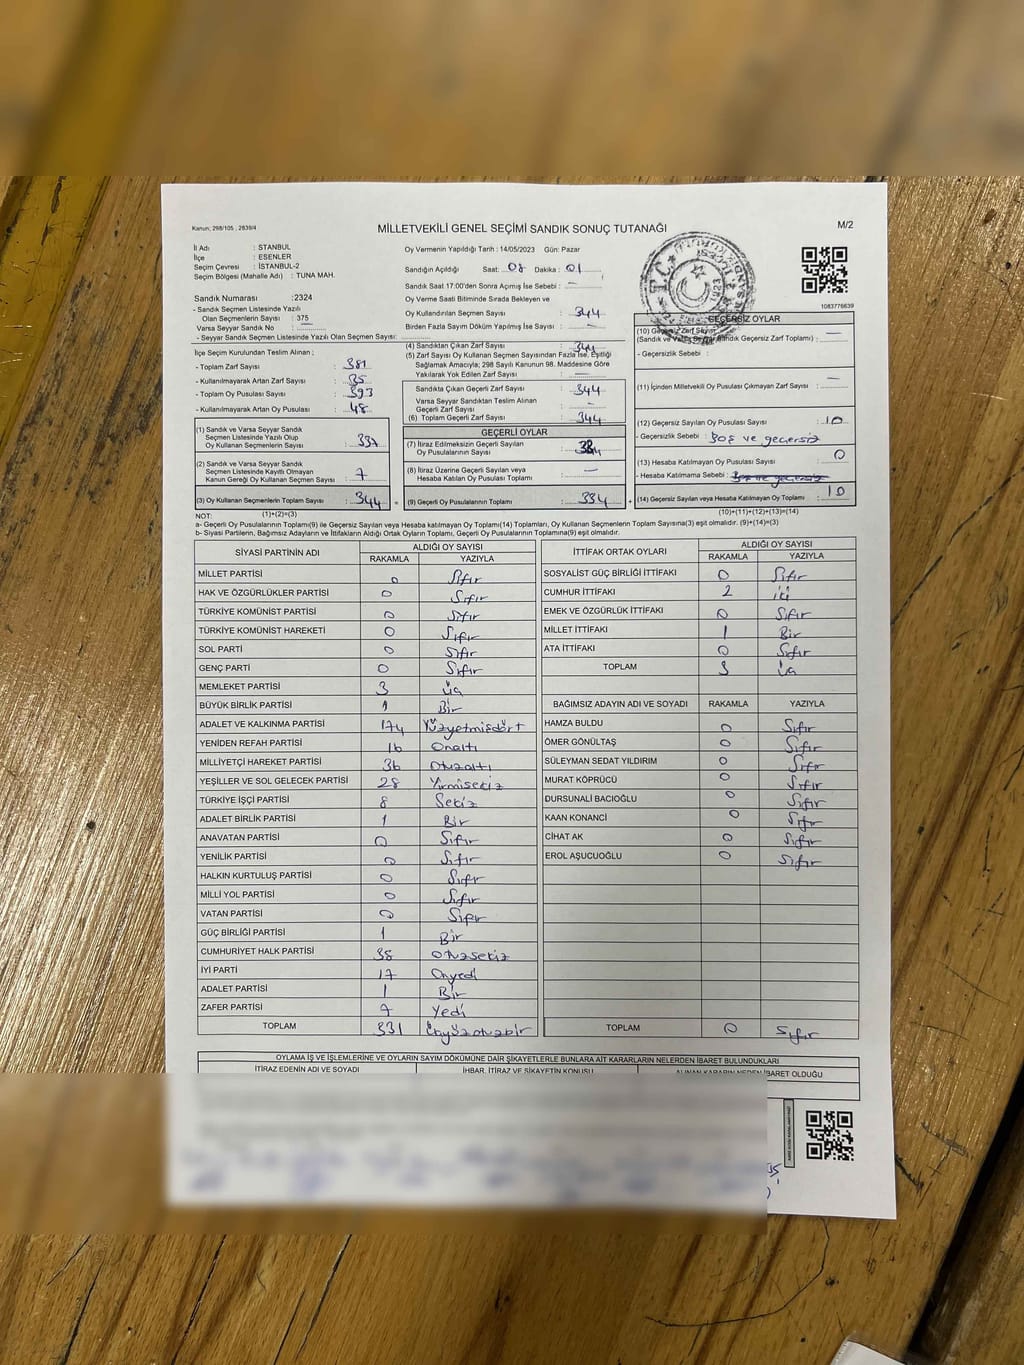 Kanun; 298/105 , 2839/4
MİLLETVEKİLİ GENEL SEÇİMİ SANDIK SONUÇ TUTANAĞI
M/2
İl Adı : İSTANBUL
İlçe : ESENLER
Seçim Çevresi : İSTANBUL-2
Seçim Bölgesi (Mahalle Adı) : TUNA MAH.
Sandık Numarası :2324
- Sandık Seçmen Listesinde Yazılı
Olan Seçmenlerin Sayısı : 375
Varsa Seyyar Sandık No : —
- Seyyar Sandık Seçmen Listesinde Yazılı Olan Seçmen Sayısı:
Oy Vermenin Yapıldığı Tarih : 14/05/2023 Gün: Pazar
Sandığın Açıldığı Saat: 08 Dakika : 01
Sandık Saat 17:00'den Sonra Açmış İse Sebebi : —
Oy Verme Saati Bitiminde Sırada Bekleyen ve
Oy Kullandırılan Seçmen Sayısı : 344
Birden Fazla Sayım Döküm Yapılmış İse Sayısı : —
T.C.
1083776639
İlçe Seçim Kurulundan Teslim Alınan ;
- Toplam Zarf Sayısı : 381
- Kullanılmayarak Artan Zarf Sayısı : 35
- Toplam Oy Pusulası Sayısı : 393
- Kullanılmayarak Artan Oy Pusulası : 48
(1) Sandık ve Varsa Seyyar Sandık
Seçmen Listesinde Yazılı Olup
Oy Kullanan Seçmenlerin Sayısı : 337
(2) Sandık ve Varsa Seyyar Sandık
Seçmen Listesinde Kayıtlı Olmayan
Kanun Gereği Oy Kullanan Seçmen Sayısı : 7
(3) Oy Kullanan Seçmenlerin Toplam Sayısı : 344
(1)+(2)=(3)
(4) Sandıktan Çıkan Zarf Sayısı : 344
(5) Zarf Sayısı Oy Kullanan Seçmen Sayısından Fazla İse, Eşitliği
Sağlamak Amacıyla; 298 Sayılı Kanunun 98. Maddesine Göre
Yakılarak Yok Edilen Zarf Sayısı : —
Sandıkta Çıkan Geçerli Zarf Sayısı : 344
Varsa Seyyar Sandıktan Teslim Alınan
Geçerli Zarf Sayısı : -
(6) Toplam Geçerli Zarf Sayısı : 344
GEÇERLİ OYLAR
(7) İtiraz Edilmeksizin Geçerli Sayılan
Oy Pusulalarının Sayısı :
(8) İtiraz Üzerine Geçerli Sayılan veya
Hesaba Katılan Oy Pusulalarının Sayısı : —
= (9) Geçerli Oy Pusulalarının Toplamı : 334
GEÇERSİZ OYLAR
(10) Geçersiz Zarf Sayısı
(Sandık ve Varsa Seyyar Sandık Geçersiz Zarf Toplamı) : —
- Geçersizlik Sebebi :
(11) İçinden Milletvekili Oy Pusulası Çıkmayan Zarf Sayısı : —
(12) Geçersiz Sayılan Oy Pusulası Sayısı : 10
- Geçersizlik Sebebi : Boş ve geçersiz
(13) Hesaba Katılmayan Oy Pusulası Sayısı : 0
- Hesaba Katılmama Sebebi :
+ (14) Geçersiz Sayılan veya Hesaba Katılmayan Oy Toplamı : 10
(10)+(11)+(12)+(13)=(14)
NOT:
a- Geçerli Oy Pusulalarının Toplamı(9) ile Geçersiz Sayılan veya Hesaba katılmayan Oy Toplamı(14) Toplamları, Oy Kullanan Seçmenlerin Toplam Sayısına(3) eşit olmalıdır. (9)+(14)=(3)
b- Siyasi Partilerin, Bağımsız Adayların ve İttifakların Aldığı Ortak Oyların Toplamı, Geçerli Oy Pusulalarının Toplamına(9) eşit olmalıdır.
SİYASİ PARTİNİN ADI ALDIĞI OY SAYISI
RAKAMLA YAZIYLA
MİLLET PARTİSİ 0 Sıfır
HAK VE ÖZGÜRLÜKLER PARTİSİ 0 Sıfır
TÜRKİYE KOMÜNİST PARTİSİ 0 Sıfır
TÜRKİYE KOMÜNİST HAREKETİ 0 Sıfır
SOL PARTİ 0 Sıfır
GENÇ PARTİ 0 Sıfır
MEMLEKET PARTİSİ 3 Üç
BÜYÜK BİRLİK PARTİSİ 1 Bir
ADALET VE KALKINMA PARTİSİ 174 Yüzyetmişdört
YENİDEN REFAH PARTİSİ 16 Onaltı
MİLLİYETÇİ HAREKET PARTİSİ 36 Otuzaltı
YEŞİLLER VE SOL GELECEK PARTİSİ 28 Yirmisekiz
TÜRKİYE İŞÇİ PARTİSİ 8 Sekiz
ADALET BİRLİK PARTİSİ 1 Bir
ANAVATAN PARTİSİ 0 Sıfır
YENİLİK PARTİSİ 0 Sıfır
HALKIN KURTULUŞ PARTİSİ 0 Sıfır
MİLLİ YOL PARTİSİ 0 Sıfır
VATAN PARTİSİ 0 Sıfır
GÜÇ BİRLİĞİ PARTİSİ 1 Bir
CUMHURİYET HALK PARTİSİ 38 Otuzsekiz
İYİ PARTİ 17 Onyedi
ADALET PARTİSİ 1 Bir
ZAFER PARTİSİ 7 Yedi
TOPLAM 331 Üçyüzotuzbir
İTTİFAK ORTAK OYLARI ALDIĞI OY SAYISI
RAKAMLA YAZIYLA
SOSYALİST GÜÇ BİRLİĞİ İTTİFAKI 0 Sıfır
CUMHUR İTTİFAKI 2 iki
EMEK VE ÖZGÜRLÜK İTTİFAKI 0 Sıfır
MİLLET İTTİFAKI 1 Bir
ATA İTTİFAKI 0 Sıfır
TOPLAM 3 Üç
BAĞIMSIZ ADAYIN ADI VE SOYADI RAKAMLA YAZIYLA
HAMZA BULDU 0 Sıfır
ÖMER GÖNÜLTAŞ 0 Sıfır
SÜLEYMAN SEDAT YILDIRIM 0 Sıfır
MURAT KÖPRÜCÜ 0 Sıfır
DURSUNALİ BACIOĞLU 0 Sıfır
KAAN KONANCİ 0 Sıfır
CİHAT AK 0 Sıfır
EROL AŞUCUOĞLU 0 Sıfır
TOPLAM 0 Sıfır
OYLAMA İŞ VE İŞLEMLERİNE VE OYLARIN SAYIM DÖKÜMÜNE DAİR ŞİKAYETLERLE BUNLARA AİT KARARLARIN NELERDEN İBARET BULUNDUKLARI
İTİRAZ EDENİN ADI VE SOYADI İHBAR, İTİRAZ VE ŞİKAYETİN KONUSU ALINAN KARARIN NEDEN İBARET OLDUĞU